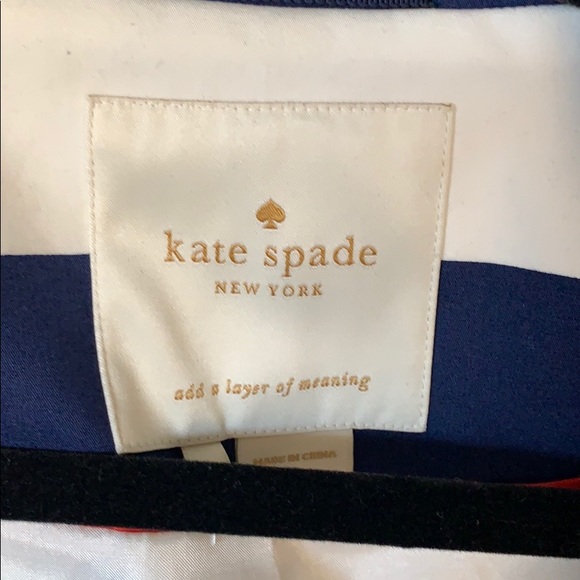 kate spade
NEW YORK
add a layer of meaning
MADE IN CHINA